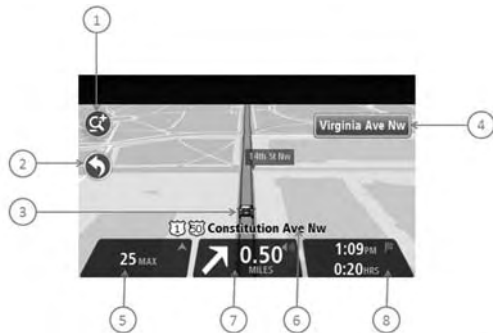 1
Virginia Ave Nw
4
2
14th St Nw
3
1 50 Constitution Ave Nw
25 MAX
0.50
MILES
1:09PM
0:20HRS
5
7
6
8